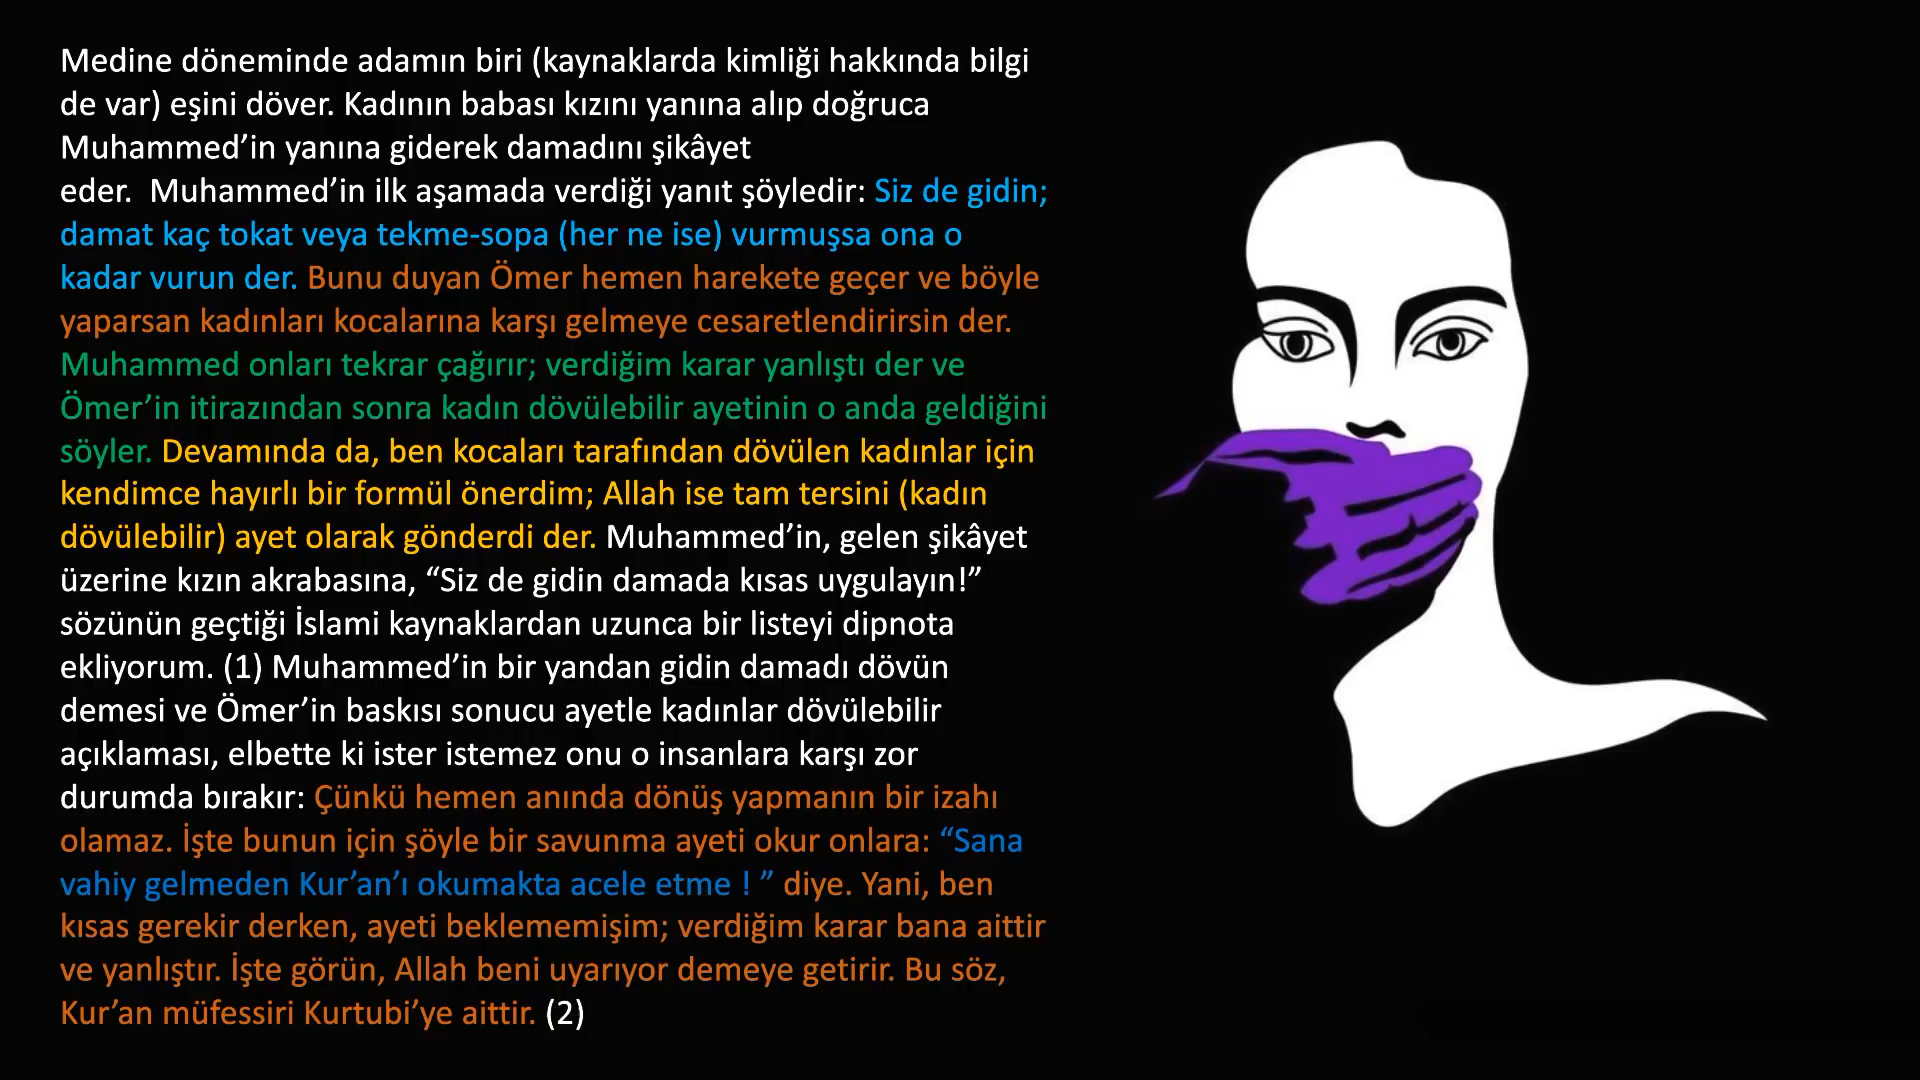 Medine döneminde adamın biri (kaynaklarda kimliği hakkında bilgi
de var) eşini döver. Kadının babası kızını yanına alıp doğruca
Muhammed’in yanına giderek damadını şikâyet
eder.  Muhammed’in ilk aşamada verdiği yanıt şöyledir: Siz de gidin;
damat kaç tokat veya tekme-sopa (her ne ise) vurmuşsa ona o
kadar vurun der. Bunu duyan Ömer hemen harekete geçer ve böyle
yaparsan kadınları kocalarına karşı gelmeye cesaretlendirirsin der.
Muhammed onları tekrar çağırır; verdiğim karar yanlıştı der ve
Ömer’in itirazından sonra kadın dövülebilir ayetinin o anda geldiğini
söyler. Devamında da, ben kocaları tarafından dövülen kadınlar için
kendimce hayırlı bir formül önerdim; Allah ise tam tersini (kadın
dövülebilir) ayet olarak gönderdi der. Muhammed’in, gelen şikâyet
üzerine kızın akrabasına, “Siz de gidin damada kısas uygulayın!”
sözünün geçtiği İslami kaynaklardan uzunca bir listeyi dipnota
ekliyorum. (1) Muhammed’in bir yandan gidin damadı dövün
demesi ve Ömer’in baskısı sonucu ayetle kadınlar dövülebilir
açıklaması, elbette ki ister istemez onu o insanlara karşı zor
durumda bırakır: Çünkü hemen anında dönüş yapmanın bir izahı
olamaz. İşte bunun için şöyle bir savunma ayeti okur onlara: “Sana
vahiy gelmeden Kur’an’ı okumakta acele etme ! ” diye. Yani, ben
kısas gerekir derken, ayeti beklememişim; verdiğim karar bana aittir
ve yanlıştır. İşte görün, Allah beni uyarıyor demeye getirir. Bu söz,
Kur’an müfessiri Kurtubi’ye aittir. (2)